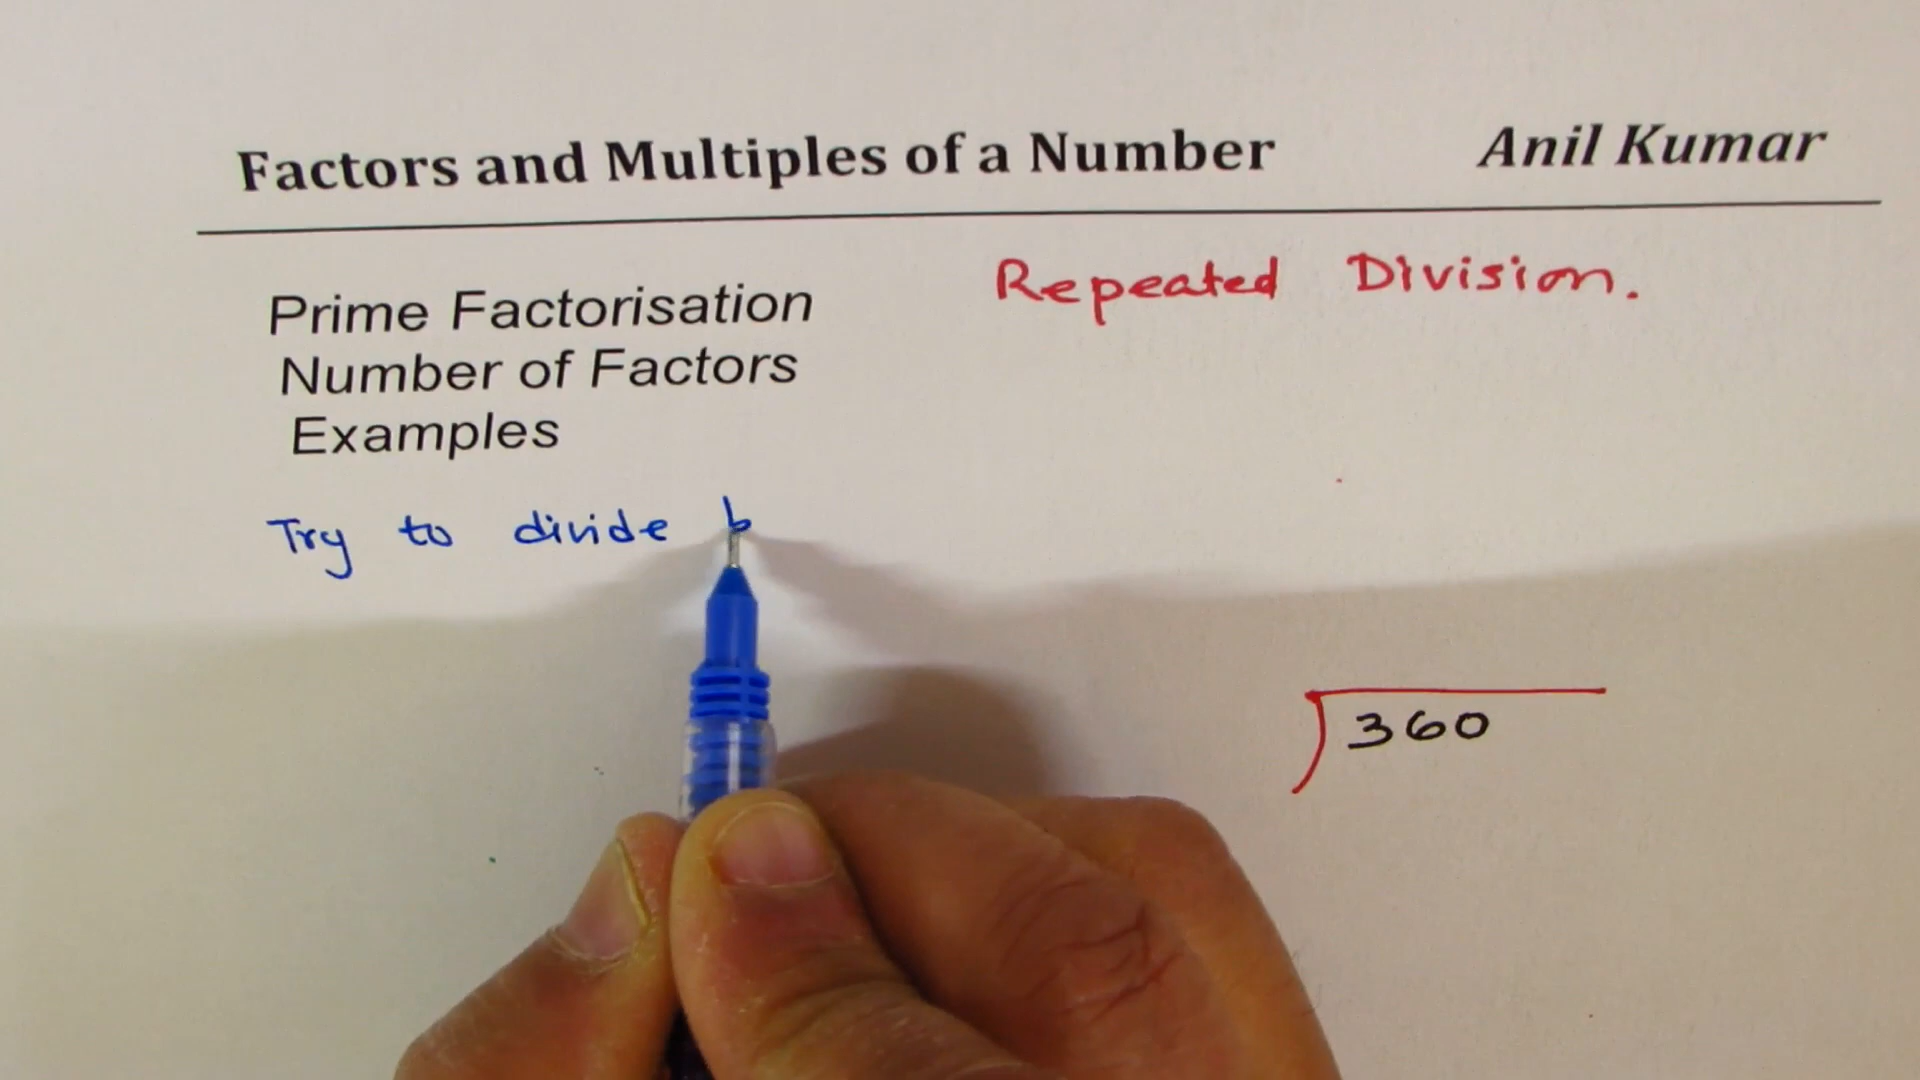 Factors and Multiples of a Number Anil Kumar
Prime Factorisation
Repeated Division.
Number of Factors
Examples
Try to divide b
360